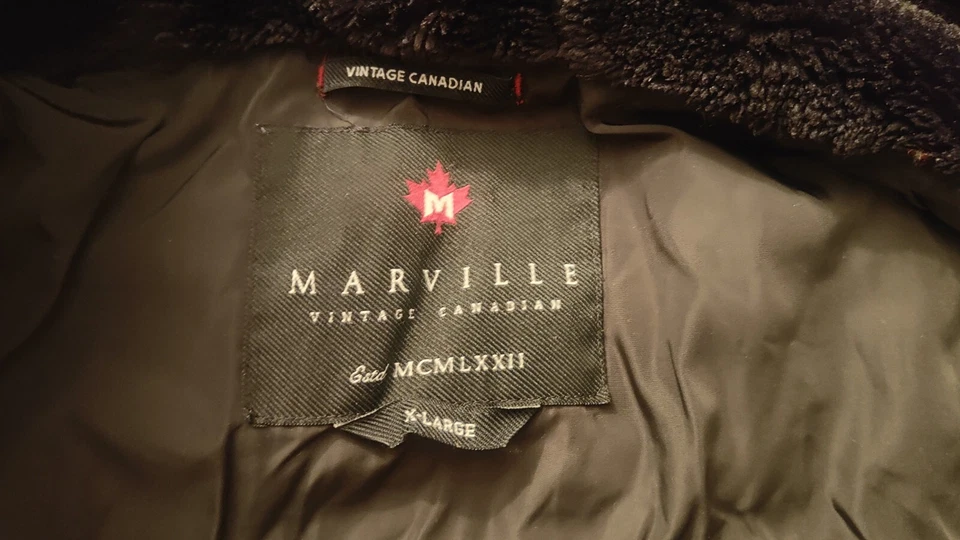 VINTAGE CANADIAN
M
MARVILLE
VINTAGE CANADIAN
Estd MCMLXXII
X-LARGE